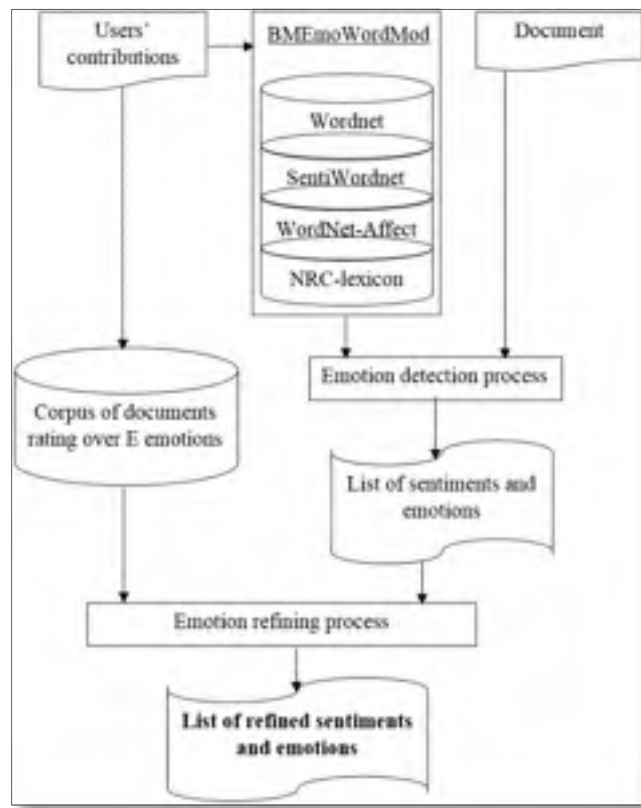 Users‘
contributions
BMEmoWordMod
Document
Wordnet
SentiWordnet
WordNet-Affect
NRC-lexicon
Emotion detection process
Corpus of documents
rating over E emotions
List of sentiments and
emotions
Emotion refining process
List of refined sentiments
and emotions